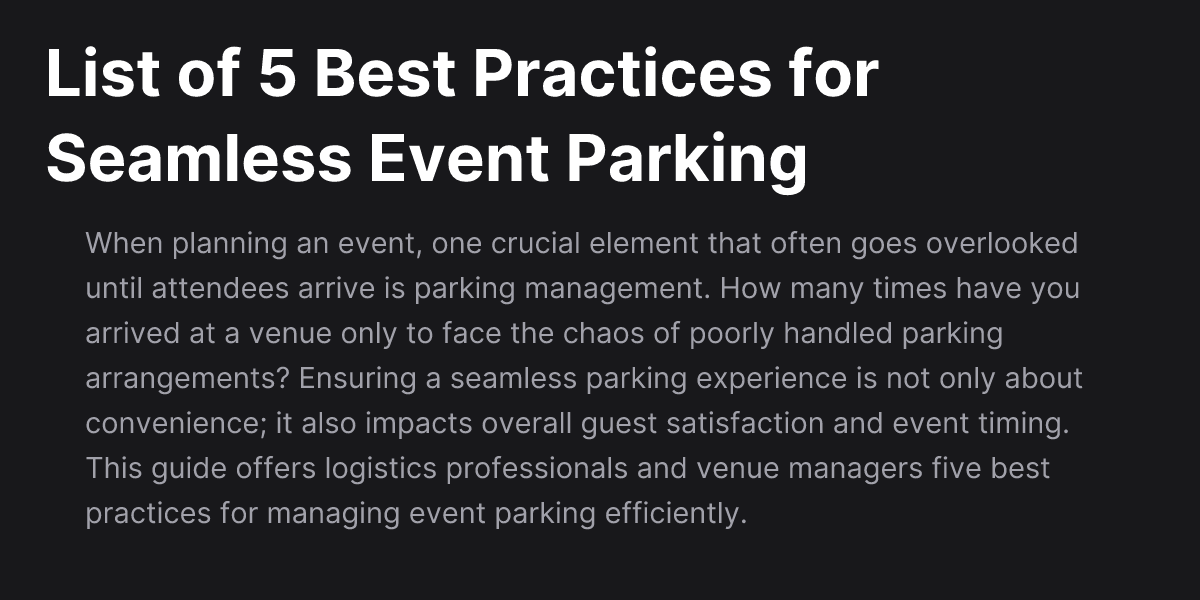 List of 5 Best Practices for
Seamless Event Parking
When planning an event, one crucial element that often goes overlooked
until attendees arrive is parking management. How many times have you
arrived at a venue only to face the chaos of poorly handled parking
arrangements? Ensuring a seamless parking experience is not only about
convenience; it also impacts overall guest satisfaction and event timing.
This guide offers logistics professionals and venue managers five best
practices for managing event parking efficiently.